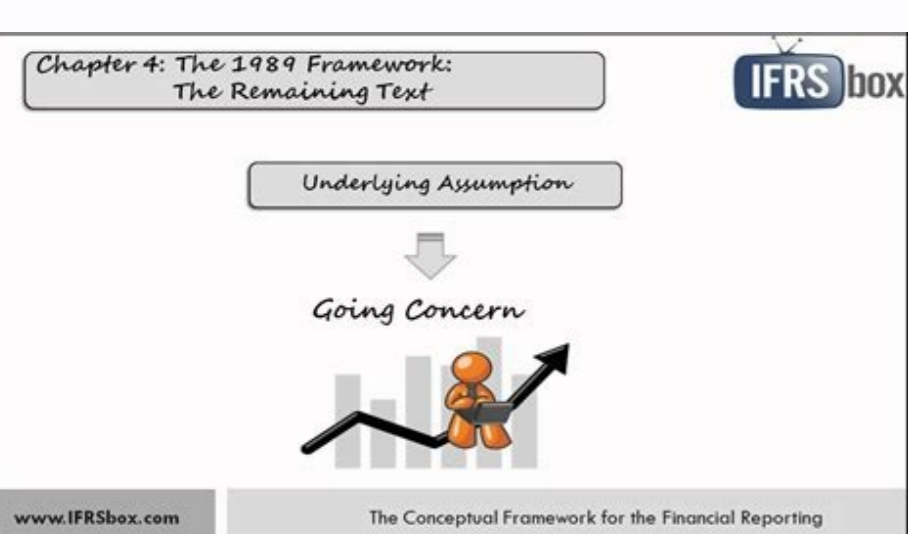 Chapter 4: The 1989 Framework:
The Remaining Text
IFRS box
Underlying Assumption
Going Concern
www.IFRSbox.com
The Conceptual Framework for the Financial Reporting